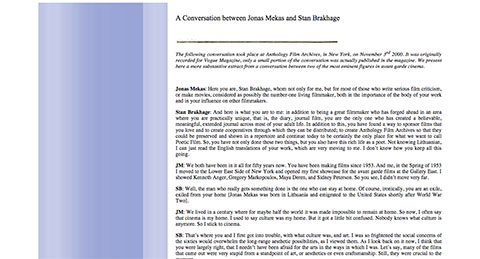 A Conversation between Jonas Mekas and Stan Brakhage
The following conversation took place at Anthology Film Archives, in New York, on November 3rd 2000. It was originally
recorded for Vogue Magazine, only a small portion of the conversation was actually published in the magazine. We present
here a more substantive extract from a conversation between two of the most eminent figures in avant garde cinema.
Jonas Mekas: Here you are, Stan Brakhage, whom not only for me, but for most of those who write serious film criticism,
or make movies, considered as possibly the number-one living filmmaker, both in the importance of the body of your work
and in your influence on other filmmakers.
Stan Brakhage: And here is what you are to me: in addition to being a great filmmaker who has forged ahead in an area
where you are practically unique, that is, the diary, journal film, you are the only one who has created a believable,
meaningful, extended journal across most of your adult life. In addition to this, you have found a way to sponsor films that
you love and to create cooperatives through which they can be distributed; to create Anthology Film Archives so that they
could be preserved and shown in a repertoire and continue today to be certainly the only place for what we want to call
Poetic Film. So, you have not only done these two things, but you also have this rich life as a poet. Not knowing Lithuanian,
I can just read the English translations of your work, which are very moving to me. I don't know how you keep all this
going.
JM: We both have been in it all for fifty years now. You have been making films since 1953. And me, in the Spring of 1953
I moved to the Lower East Side of New York and opened my first showcase for the avant garde films at the Gallery East. I
showed Kenneth Anger, Gregory Markopoulos, Maya Deren, and Sidney Peterson. So you see, I didn't move very far.
SB: Well, the man who really gets something done is the one who can stay at home. Of course, ironically, you are an exile,
exiled from your home [Jonas Mekas was born in Lithuania and emigrated to the United States shortly after World War
Two].
JM: We lived in a century where for maybe half the world it was made impossible to remain at home. So now, I often say
that cinema is my home. I used to say culture was my home. But it got a little bit confused. Nobody knows what culture is
anymore. So I stick to cinema.
SB: That's where you and I first got into trouble, with what culture was, and art. I was so frightened the social concerns of
the sixties would overwhelm the long-range aesthetic possibilities, as I viewed them. As I look back on it now, I think that
you were largely right, that I needn't have been afraid for the arts in the ways in which I was. Let's say, many of the films
that came out were very stupid from a standpoint of art, or aesthetics or even craftsmanship. Still, they were crucial to the